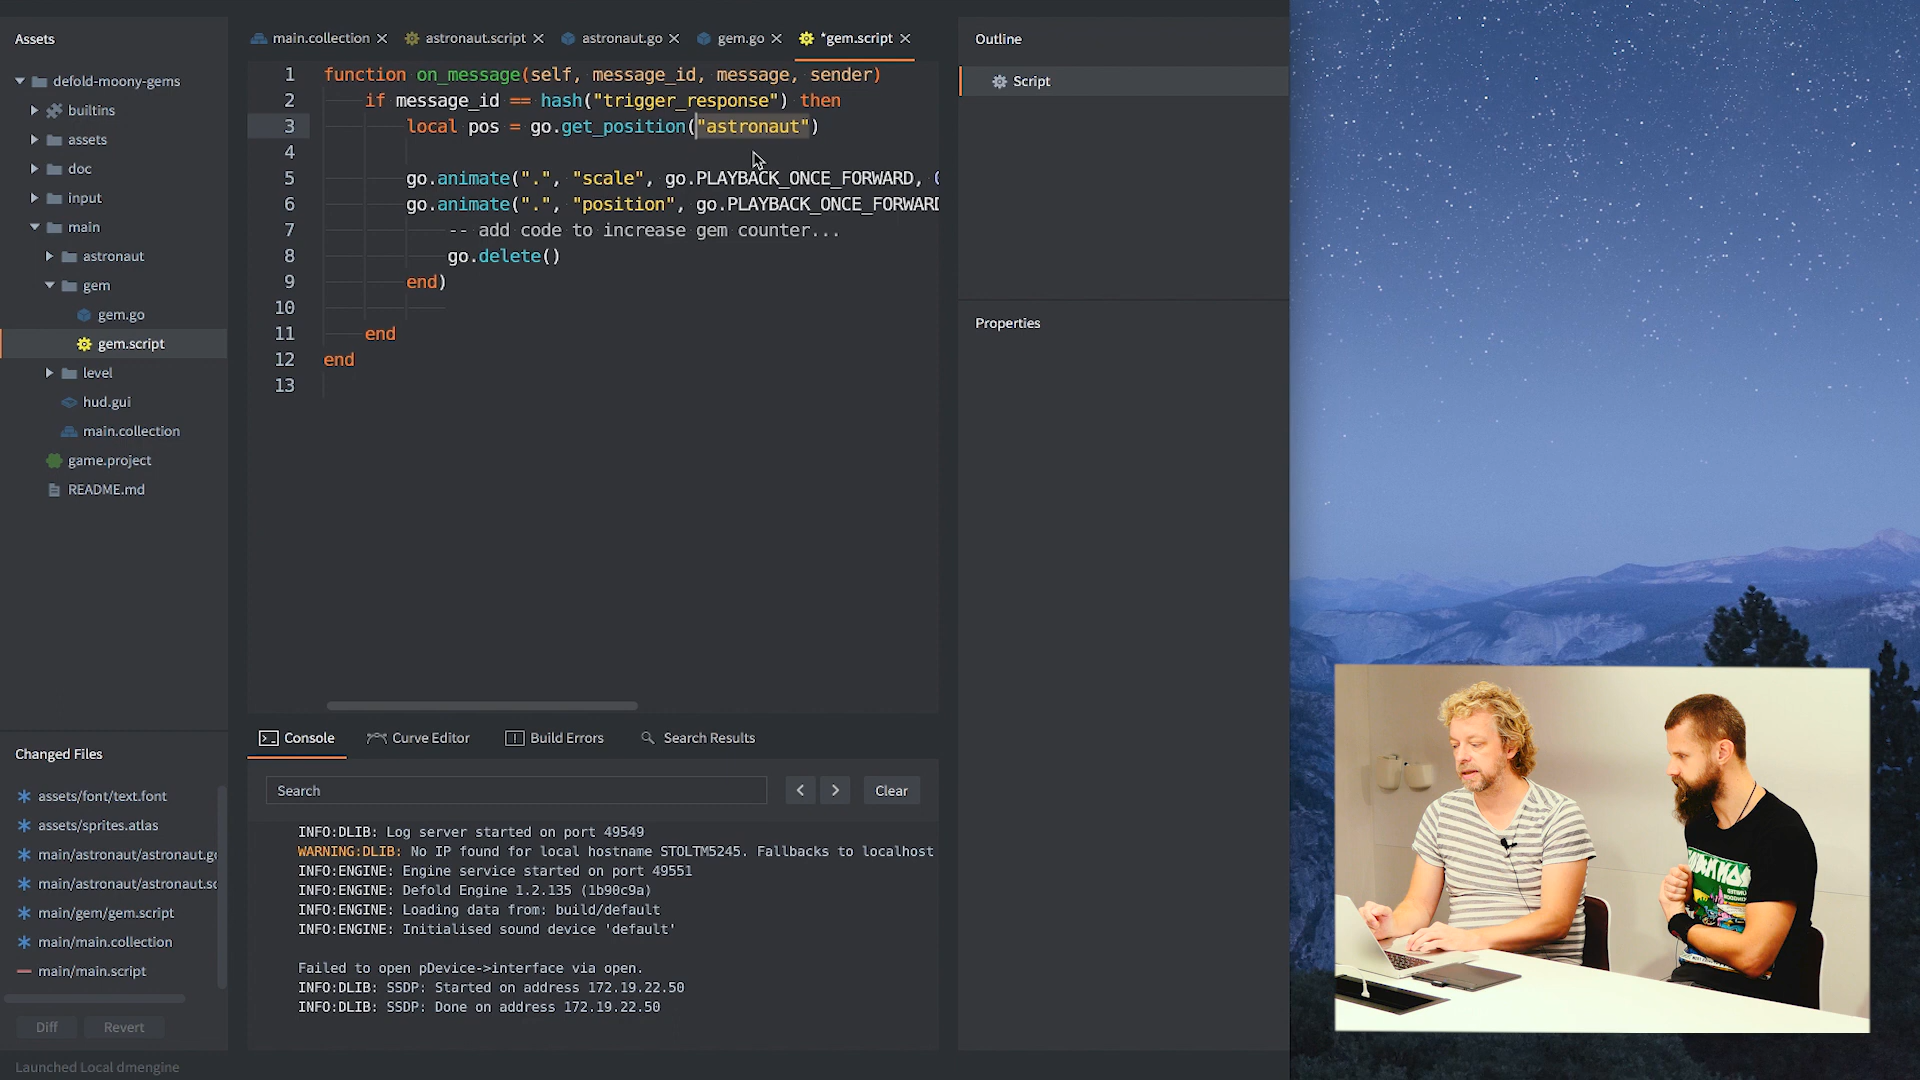 Assets
defold-moony-gems
builtins
assets
doc
input
main
astronaut
gem
gem.go
gem.script
level
hud.gui
main.collection
game.project
README.md
Changed Files
assets/font/text.font
assets/sprites.atlas
main/astronaut/astronaut.g
main/astronaut/astronaut.sc
main/gem/gem.script
main/main.collection
main/main.script
Diff Revert
Launched Local dmengine
main.collection astronaut.script astronaut.go gem.go *gem.script
1 function on_message(self, message_id, message, sender)
2 if message_id == hash("trigger_response") then
3 local pos = go.get_position("astronaut")
4
5 go.animate(".", "scale", go.PLAYBACK_ONCE_FORWARD,
6 go.animate(".", "position", go.PLAYBACK_ONCE_FORWARD
7 -- add code to increase gem counter...
8 go.delete()
9 end)
10
11 end
12 end
13
Console Curve Editor Build Errors Search Results
Search Clear
INFO:DLIB: Log server started on port 49549
WARNING:DLIB: No IP found for local hostname STOLTM5245. Fallbacks to localhost
INFO:ENGINE: Engine service started on port 49551
INFO:ENGINE: Defold Engine 1.2.135 (1b90c9a)
INFO:ENGINE: Loading data from: build/default
INFO:ENGINE: Initialised sound device 'default'
Failed to open pDevice->interface via open.
INFO:DLIB: SSDP: Started on address 172.19.22.50
INFO:DLIB: SSDP: Done on address 172.19.22.50
Outline
Script
Properties